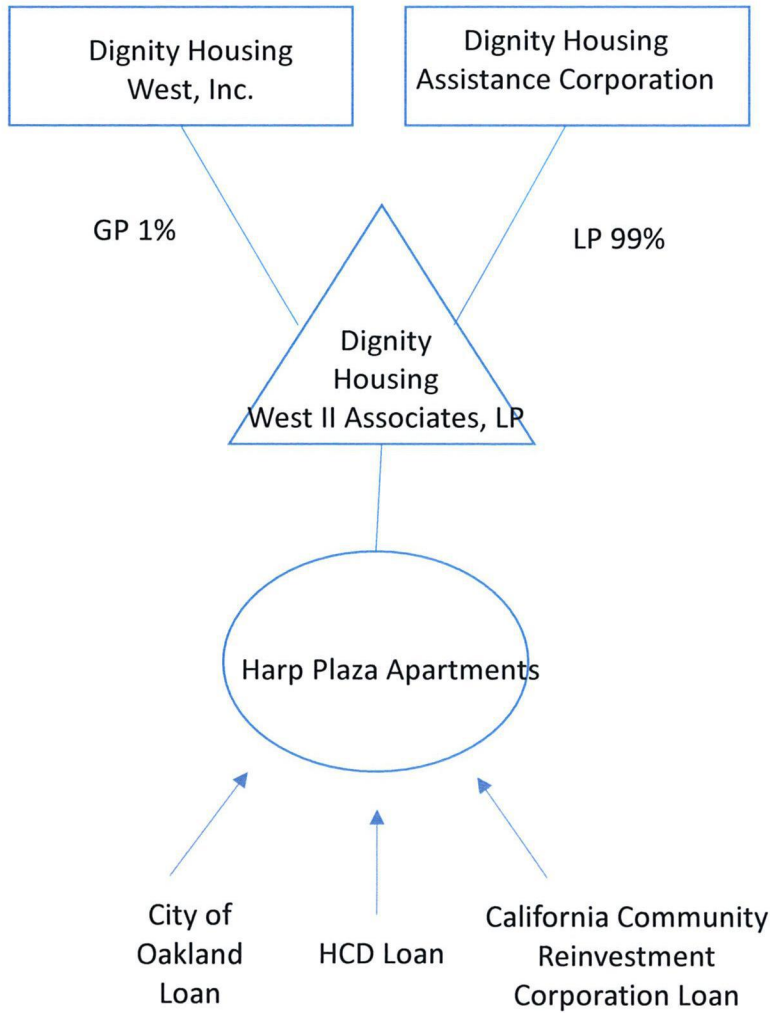 Dignity Housing
West, Inc.
Dignity Housing
Assistance Corporation
GP 1%
LP 99%
Dignity
Housing
West II Associates, LP
Harp Plaza Apartments
City of
Oakland
Loan
HCD Loan
California Community
Reinvestment
Corporation Loan